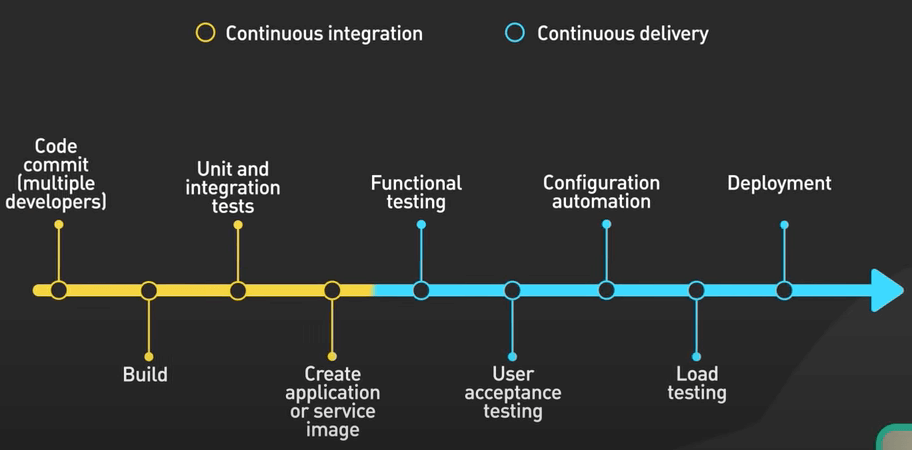 Continuous integration
Continuous delivery
Code
commit
(multiple
developers)
Build
Unit and
integration
tests
Create
application
or service
image
Functional
testing
User
acceptance
testing
Configuration
automation
Load
testing
Deployment